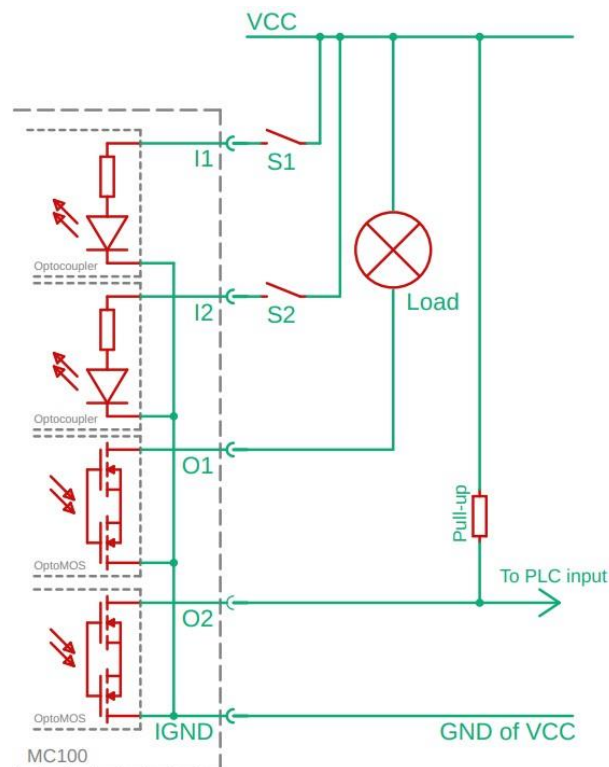 VCC
I1
S1
Optocoupler
I2
S2
Load
Optocoupler
O1
Pull-up
OptoMOS
To PLC input
O2
OptoMOS
IGND
GND of VCC
MC100